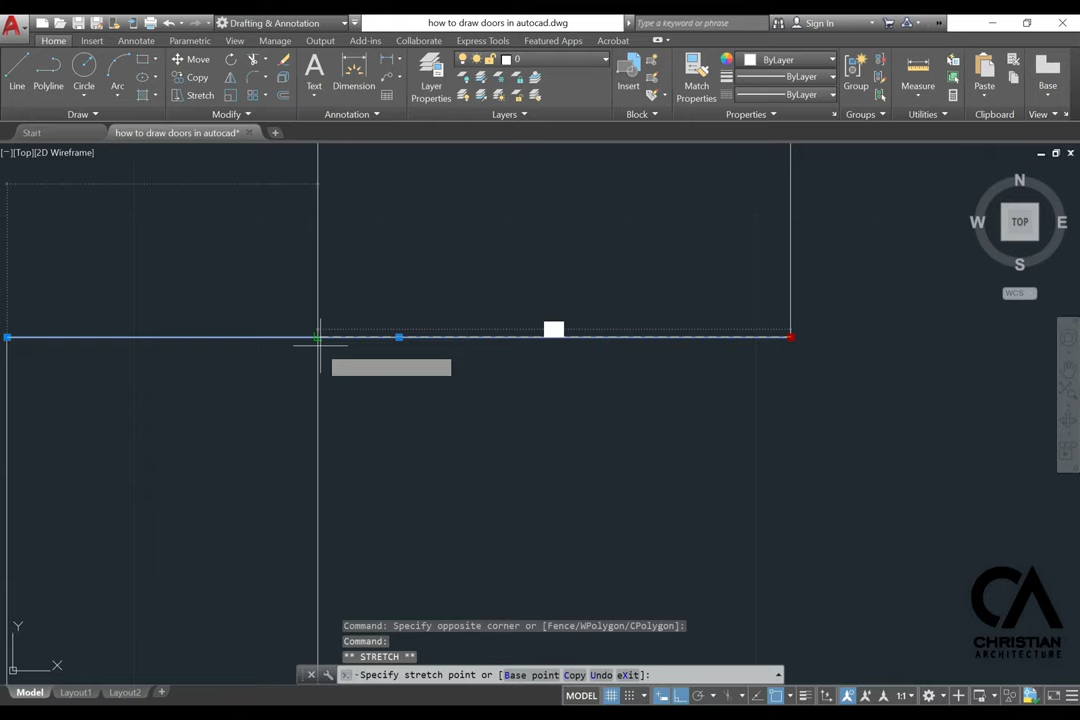 Drafting & Annotation
how to draw doors in autocad.dwg
Type a keyword or phrase
Sign In
Home Insert Annotate Parametric View Manage Output Add-ins Collaborate Express Tools Featured Apps Acrobat
Line Polyline Circle Arc
Move
Copy
Stretch
Text Dimension
Layer Properties
0
Insert
Match Properties
ByLayer
ByLayer
ByLayer
Group Measure Paste Base
Draw Modify Annotation Layers Block Properties Groups Utilities Clipboard View
Start how to draw doors in autocad*
[−][Top][2D Wireframe]
N
W TOP E
S
WCS
Command: Specify opposite corner or [Fence/WPolygon/CPolygon]:
Command:
** STRETCH **
Specify stretch point or [Base point Copy Undo eXit]:
Y
X
CA
CHRISTIAN
ARCHITECTURE
Model Layout1 Layout2
MODEL 1:1